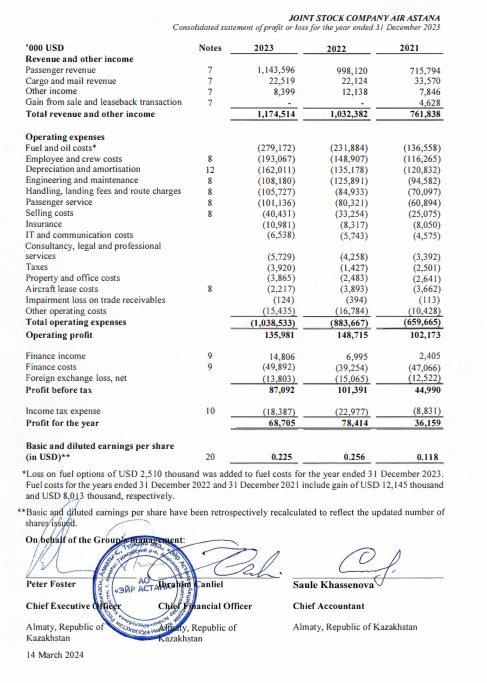 JOINT STOCK COMPANY AIR ASTANA
Consolidated statement of profit or loss for the year ended 31 December 2023
'000 USD Notes 2023 2022 2021
Revenue and other income
Passenger revenue 7 1,143,596 998,120 715,794
Cargo and mail revenue 7 22,519 22,124 33,570
Other income 7 8,399 12,138 7,846
Gain from sale and leaseback transaction 7 - - 4,628
Total revenue and other income 1,174,514 1,032,382 761,838
Operating expenses
Fuel and oil costs* (279,172) (231,884) (136,558)
Employee and crew costs 8 (193,067) (148,907) (116,265)
Depreciation and amortisation 12 (162,011) (135,178) (120,832)
Engineering and maintenance 8 (108,180) (125,891) (94,582)
Handling, landing fees and route charges 8 (105,727) (84,933) (70,097)
Passenger service 8 (101,136) (80,321) (60,894)
Selling costs 8 (40,431) (33,254) (25,075)
Insurance (10,981) (8,317) (8,050)
IT and communication costs (6,538) (5,743) (4,575)
Consultancy, legal and professional
services (5,729) (4,258) (3,392)
Taxes (3,920) (1,427) (2,501)
Property and office costs (3,865) (2,483) (2,641)
Aircraft lease costs 8 (2,217) (3,893) (3,662)
Impairment loss on trade receivables (124) (394) (113)
Other operating costs (15,435) (16,784) (10,428)
Total operating expenses (1,038,533) (883,667) (659,665)
Operating profit 135,981 148,715 102,173
Finance income 9 14,806 6,995 2,405
Finance costs 9 (49,892) (39,254) (47,066)
Foreign exchange loss, net (13,803) (15,065) (12,522)
Profit before tax 87,092 101,391 44,990
Income tax expense 10 (18,387) (22,977) (8,831)
Profit for the year 68,705 78,414 36,159
Basic and diluted earnings per share
(in USD)** 20 0.225 0.256 0.118
*Loss on fuel options of USD 2,510 thousand was added to fuel costs for the year ended 31 December 2023.
Fuel costs for the years ended 31 December 2022 and 31 December 2021 include gain of USD 12,145 thousand
and USD 8,013 thousand, respectively.
**Basic and diluted earnings per share have been retrospectively recalculated to reflect the updated number of
shares issued.
On behalf of the Group's management:
АО
«ЭЙР АСТАНА»
Peter Foster Ibrahim Canliel Saule Khassenova
Chief Executive Officer Chief Financial Officer Chief Accountant
Almaty, Republic of Almaty, Republic of Almaty, Republic of Kazakhstan
Kazakhstan Kazakhstan
14 March 2024